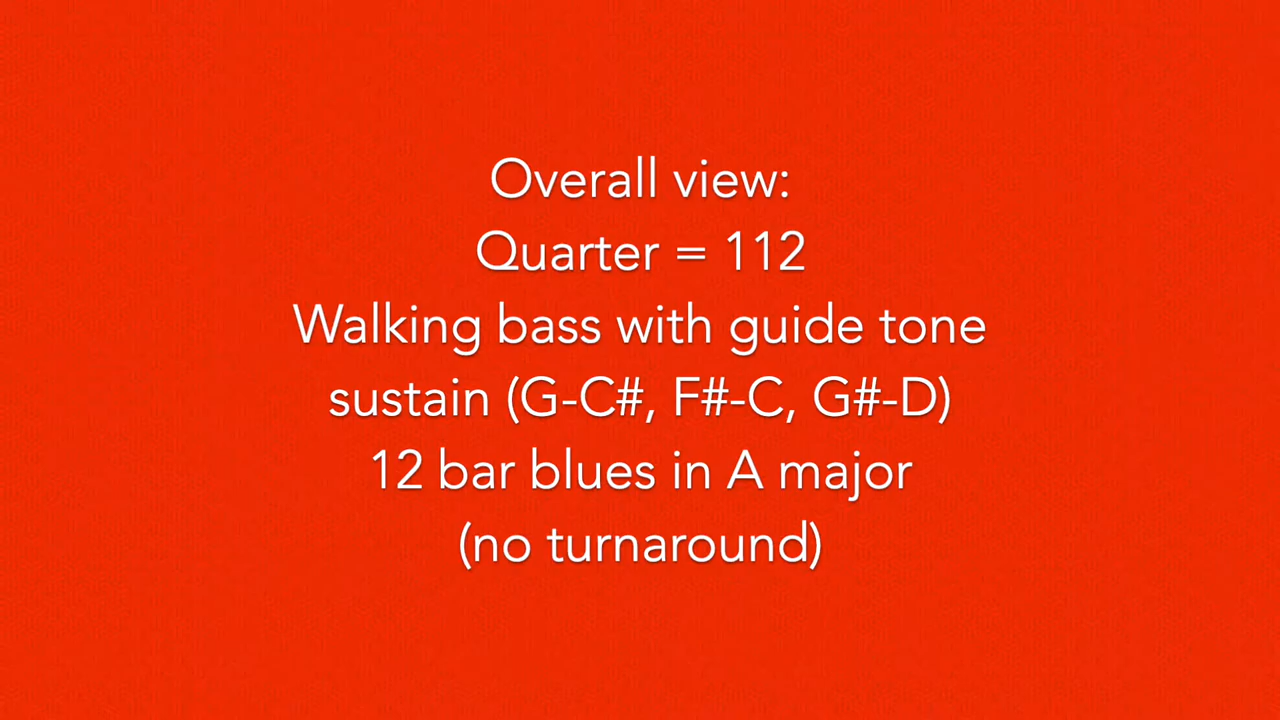 Overall view:
Quarter = 112
Walking bass with guide tone
sustain (G-C#, F#-C, G#-D)
12 bar blues in A major
(no turnaround)